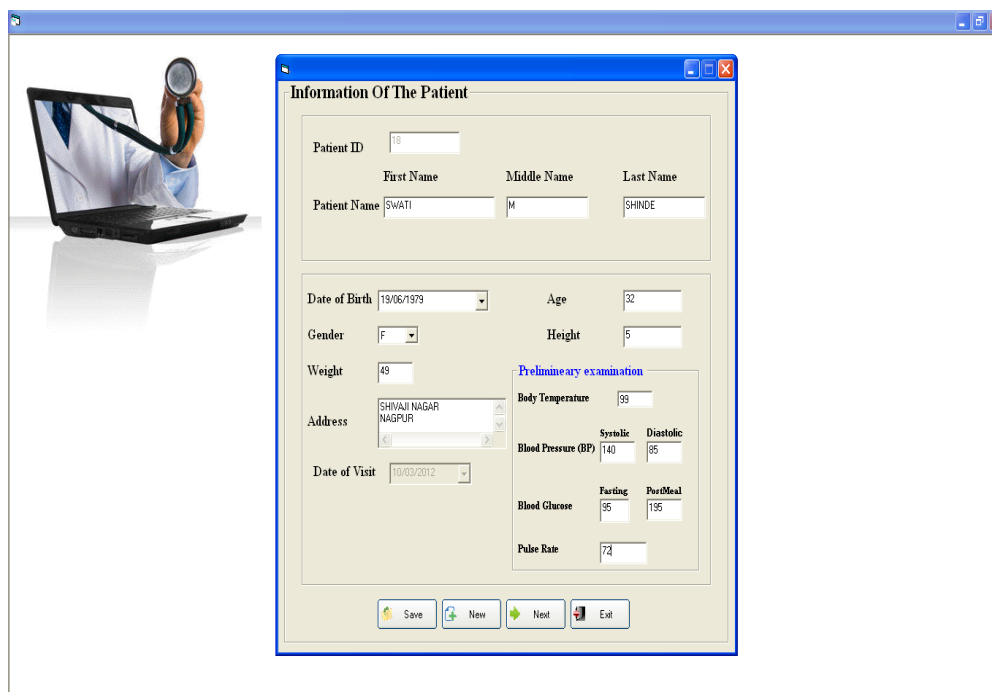 Information Of The Patient
Patient ID 18
First Name Middle Name Last Name
Patient Name SWATI M SHINDE
Date of Birth 19/06/1979 Age 32
Gender F Height 5
Weight 49
Prelimineary examination
Body Temperature 99
Address SHIVAJI NAGAR
NAGPUR
Systolic Diastolic
Blood Pressure (BP) 140 85
Date of Visit 10/03/2012
Fasting PostMeal
Blood Glucose 95 195
Pulse Rate 72
Save New Next Exit